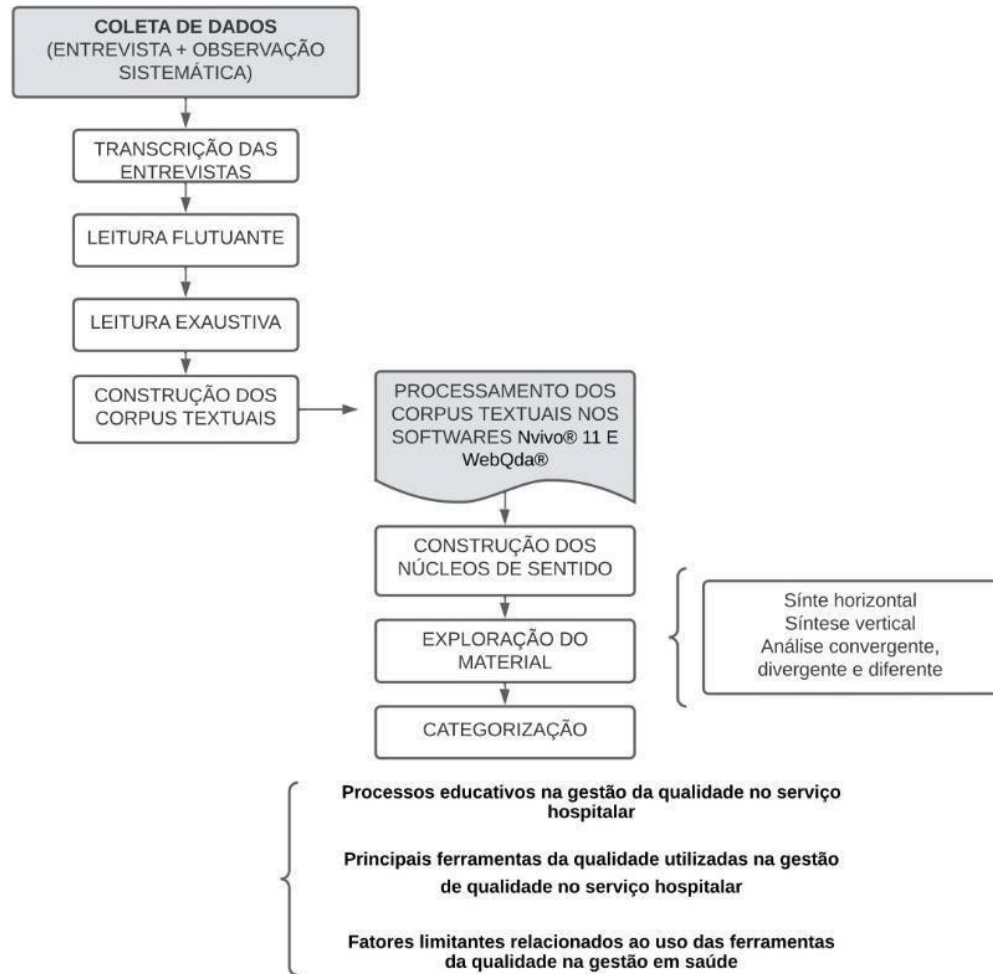 COLETA DE DADOS
(ENTREVISTA + OBSERVAÇÃO
SISTEMÁTICA)
TRANSCRIÇÃO DAS
ENTREVISTAS
LEITURA FLUTUANTE
LEITURA EXAUSTIVA
CONSTRUÇÃO DOS
CORPUS TEXTUAIS
PROCESSAMENTO DOS
CORPUS TEXTUAIS NOS
SOFTWARES Nvivo® 11 E
WebQda®
CONSTRUÇÃO DOS
NÚCLEOS DE SENTIDO
EXPLORAÇÃO DO
MATERIAL
CATEGORIZAÇÃO
Sínte horizontal
Síntese vertical
Análise convergente,
divergente e diferente
Processos educativos na gestão da qualidade no serviço
hospitalar
Principais ferramentas da qualidade utilizadas na gestão
de qualidade no serviço hospitalar
Fatores limitantes relacionados ao uso das ferramentas
da qualidade na gestão em saúde